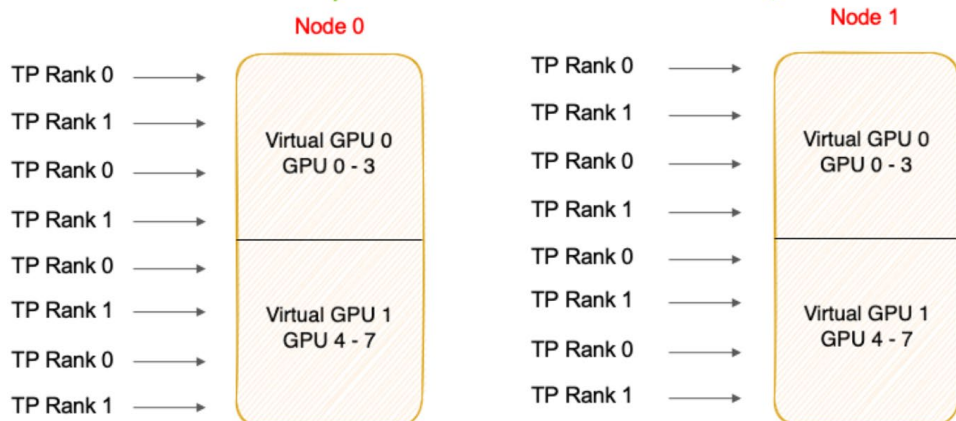 Node 0
TP Rank 0
TP Rank 1
TP Rank 0
TP Rank 1
TP Rank 0
TP Rank 1
TP Rank 0
TP Rank 1
Virtual GPU 0
GPU 0 - 3
Virtual GPU 1
GPU 4 - 7
Node 1
TP Rank 0
TP Rank 1
TP Rank 0
TP Rank 1
TP Rank 0
TP Rank 1
TP Rank 0
TP Rank 1
Virtual GPU 0
GPU 0 - 3
Virtual GPU 1
GPU 4 - 7